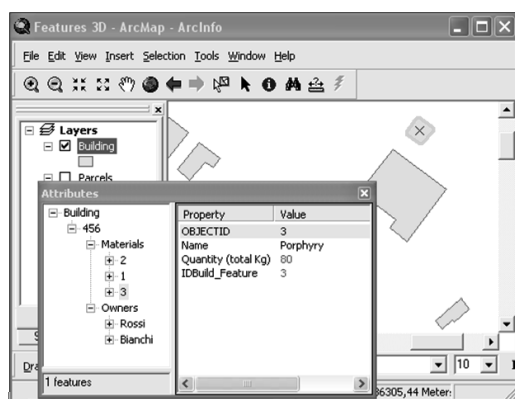 Features 3D - ArcMap - ArcInfo
File Edit View Insert Selection Tools Window Help
Layers
Building
Parcels
Attributes
Building
456
Materials
2
1
3
Owners
Rossi
Bianchi
Property Value
OBJECTID 3
Name Porphyry
Quantity (total Kg) 80
IDBuild_Feature 3
1 features
10
36305,44 Meter: